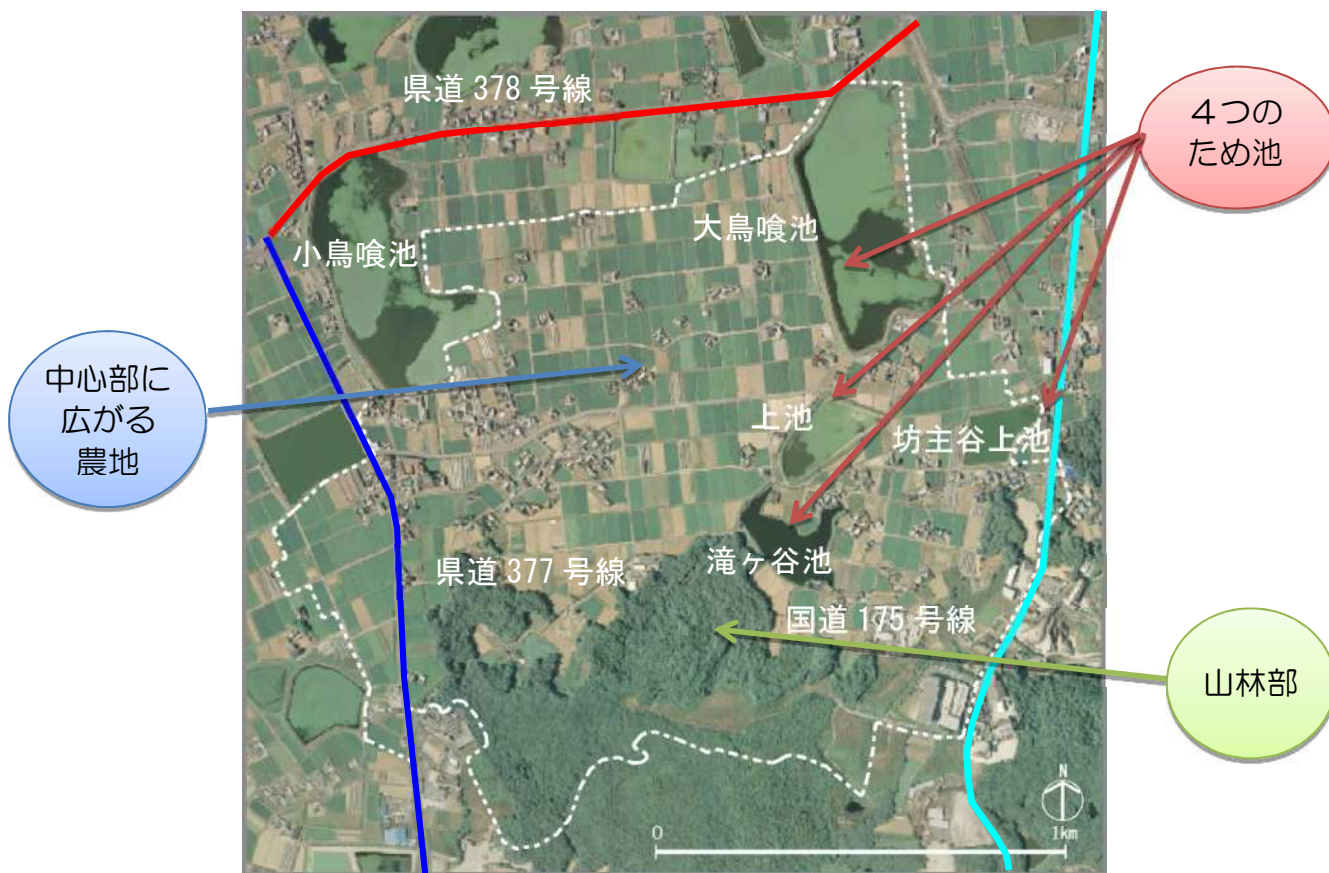 県道 378 号線
4つの
ため池
大鳥喰池
小鳥喰池
中心部に
広がる
農地
上池
坊主谷上池
県道 377 号線
滝ヶ谷池
国道 175 号線
山林部
N
0
1km